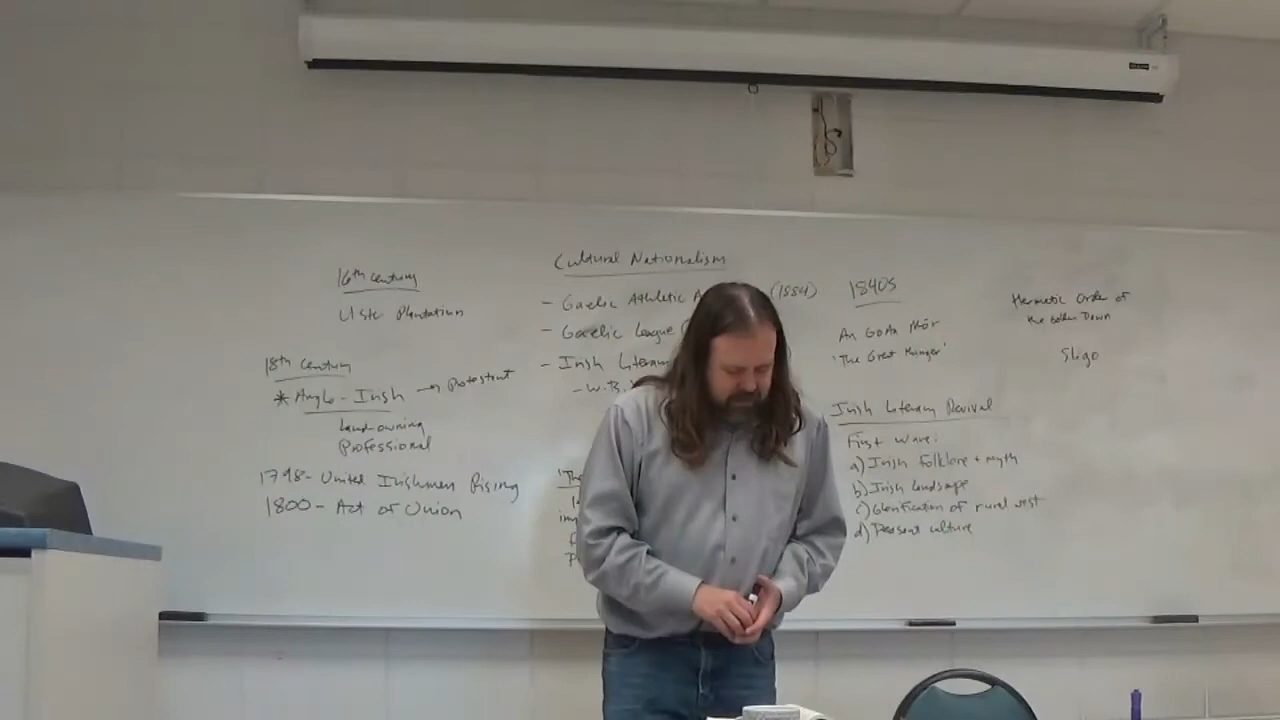 16th century
Ulster Plantation
18th century
* Anglo-Irish → Protestant
Land-owning
Professional
1798- United Irishmen Rising
1800- Act of Union
Cultural Nationalism
- Gaelic Athletic A (1884)
- Gaelic League (
- Irish Literary
- W.B.
'The
1840s
An Gorta Mór
'The Great Hunger'
Irish Literary Revival
First wave:
a) Irish folklore + myth
b) Irish landscape
c) Glorification of rural west
d) Peasant culture
Hermetic Order of
the Golden Dawn
Sligo